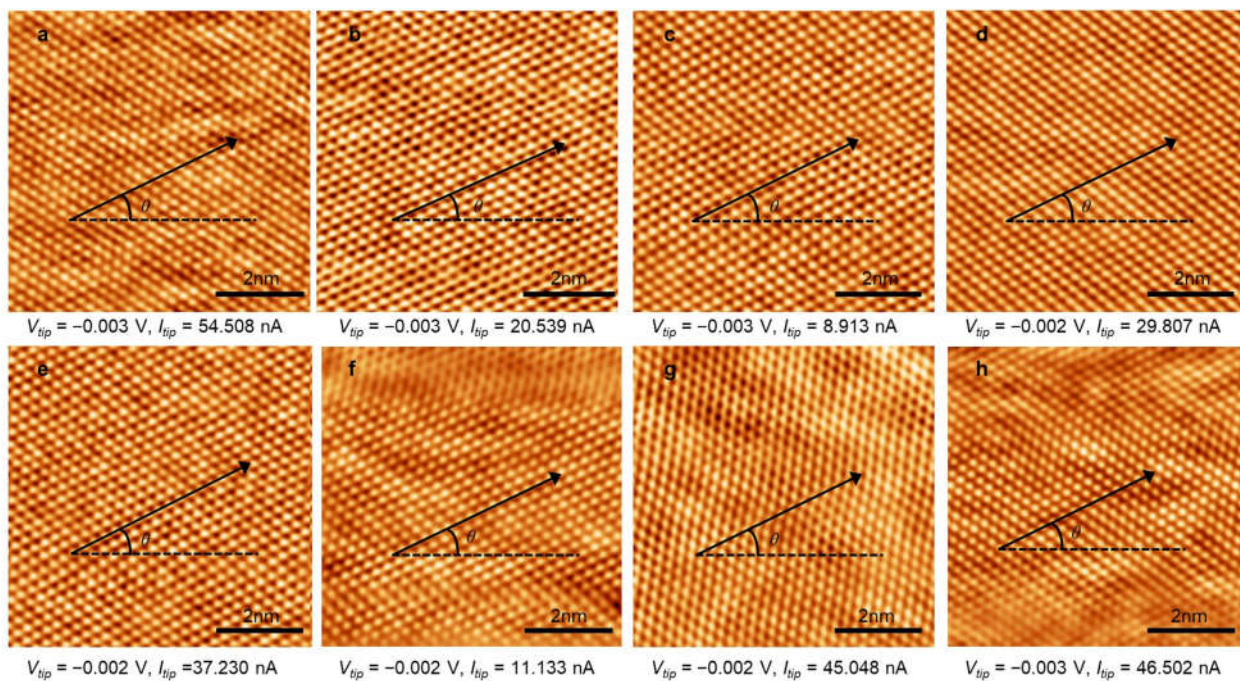 a b c d
θ θ θ θ
2nm 2nm 2nm 2nm
V_tip = −0.003 V, I_tip = 54.508 nA V_tip = −0.003 V, I_tip = 20.539 nA V_tip = −0.003 V, I_tip = 8.913 nA V_tip = −0.002 V, I_tip = 29.807 nA
e f g h
θ θ θ θ
2nm 2nm 2nm 2nm
V_tip = −0.002 V, I_tip =37.230 nA V_tip = −0.002 V, I_tip = 11.133 nA V_tip = −0.002 V, I_tip = 45.048 nA V_tip = −0.003 V, I_tip = 46.502 nA